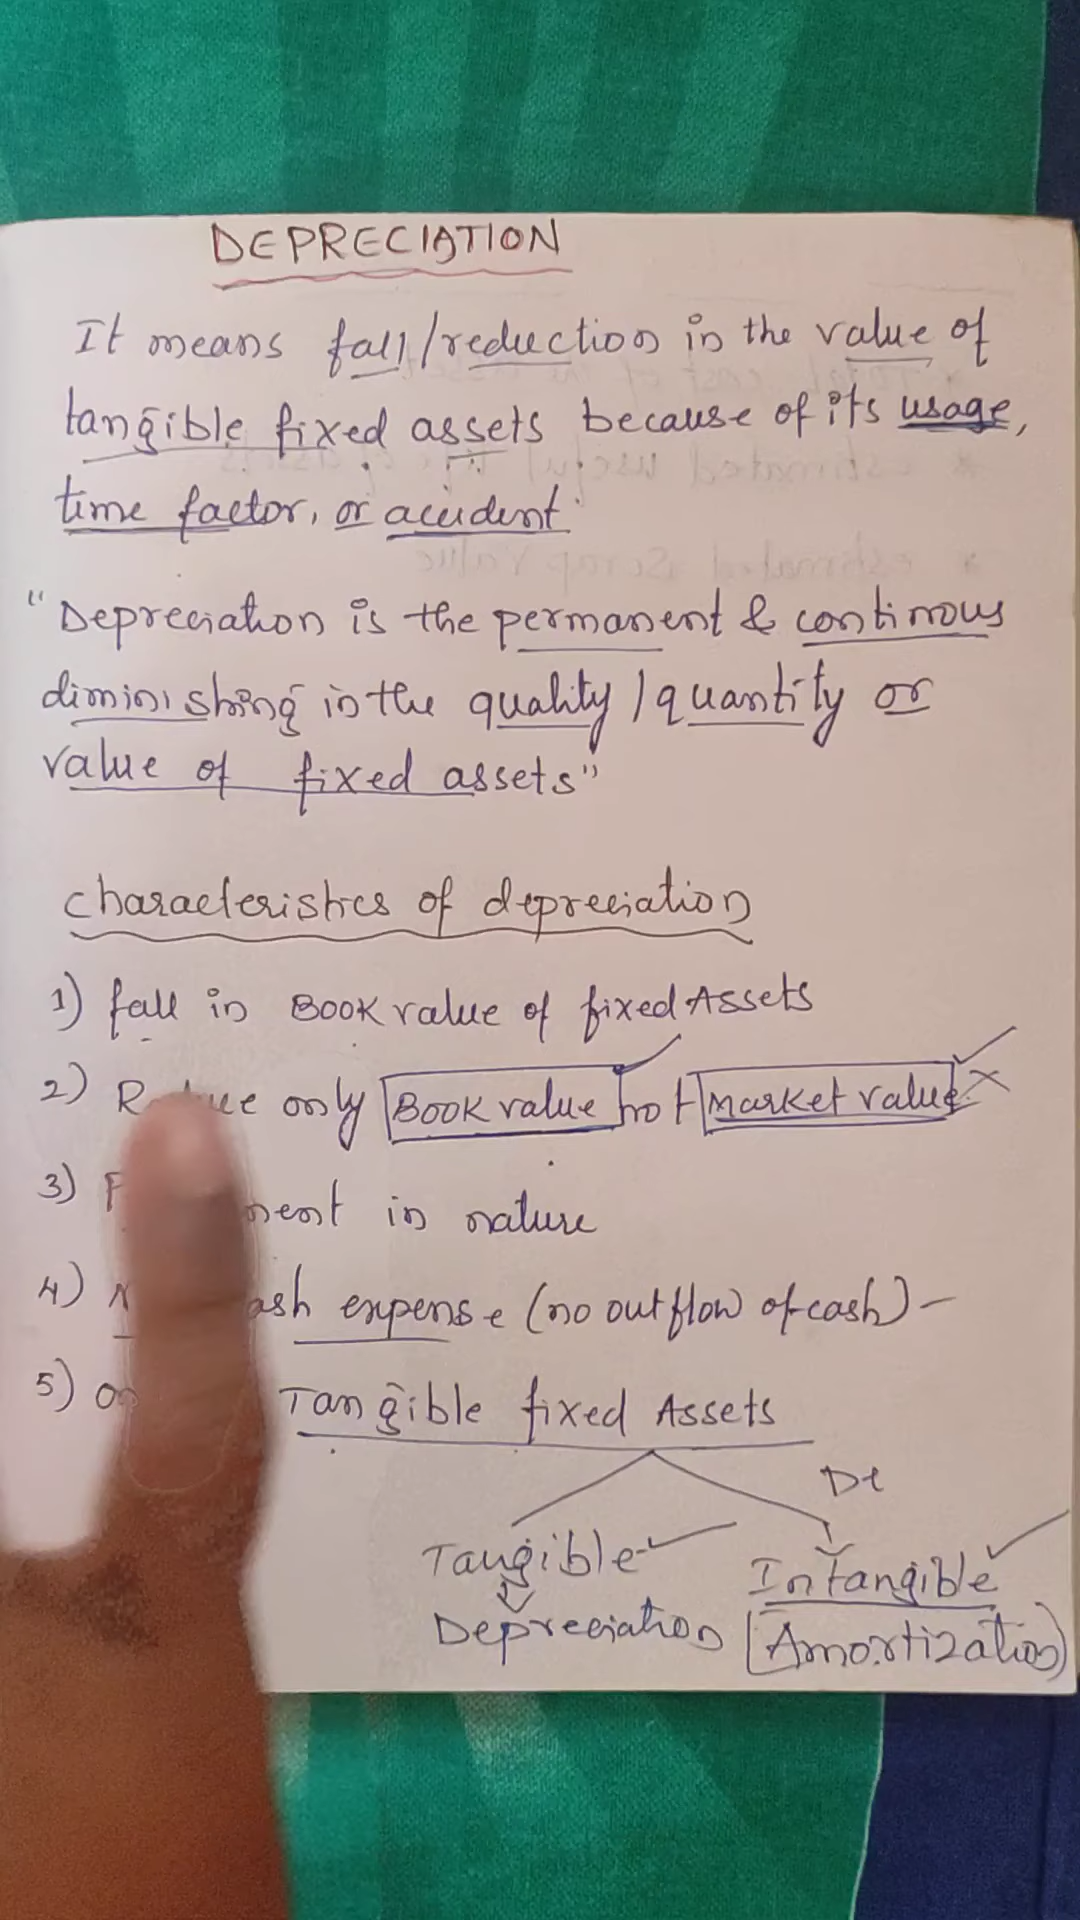 DEPRECIATION
It means fall/reduction in the value of
tangible fixed assets because of its usage,
time factor, or accident.
"Depreciation is the permanent & continous
diminishing in the quality / quantity or
value of fixed assets"
characteristics of depreciation
1) fall in BOOK value of fixed Assets
2) only BOOK value not Market value X
3) in nature
4) expense (no outflow of cash) -
5) Tangible fixed Assets
De
Tangible
Intangible
Depreciation
(Amortization)